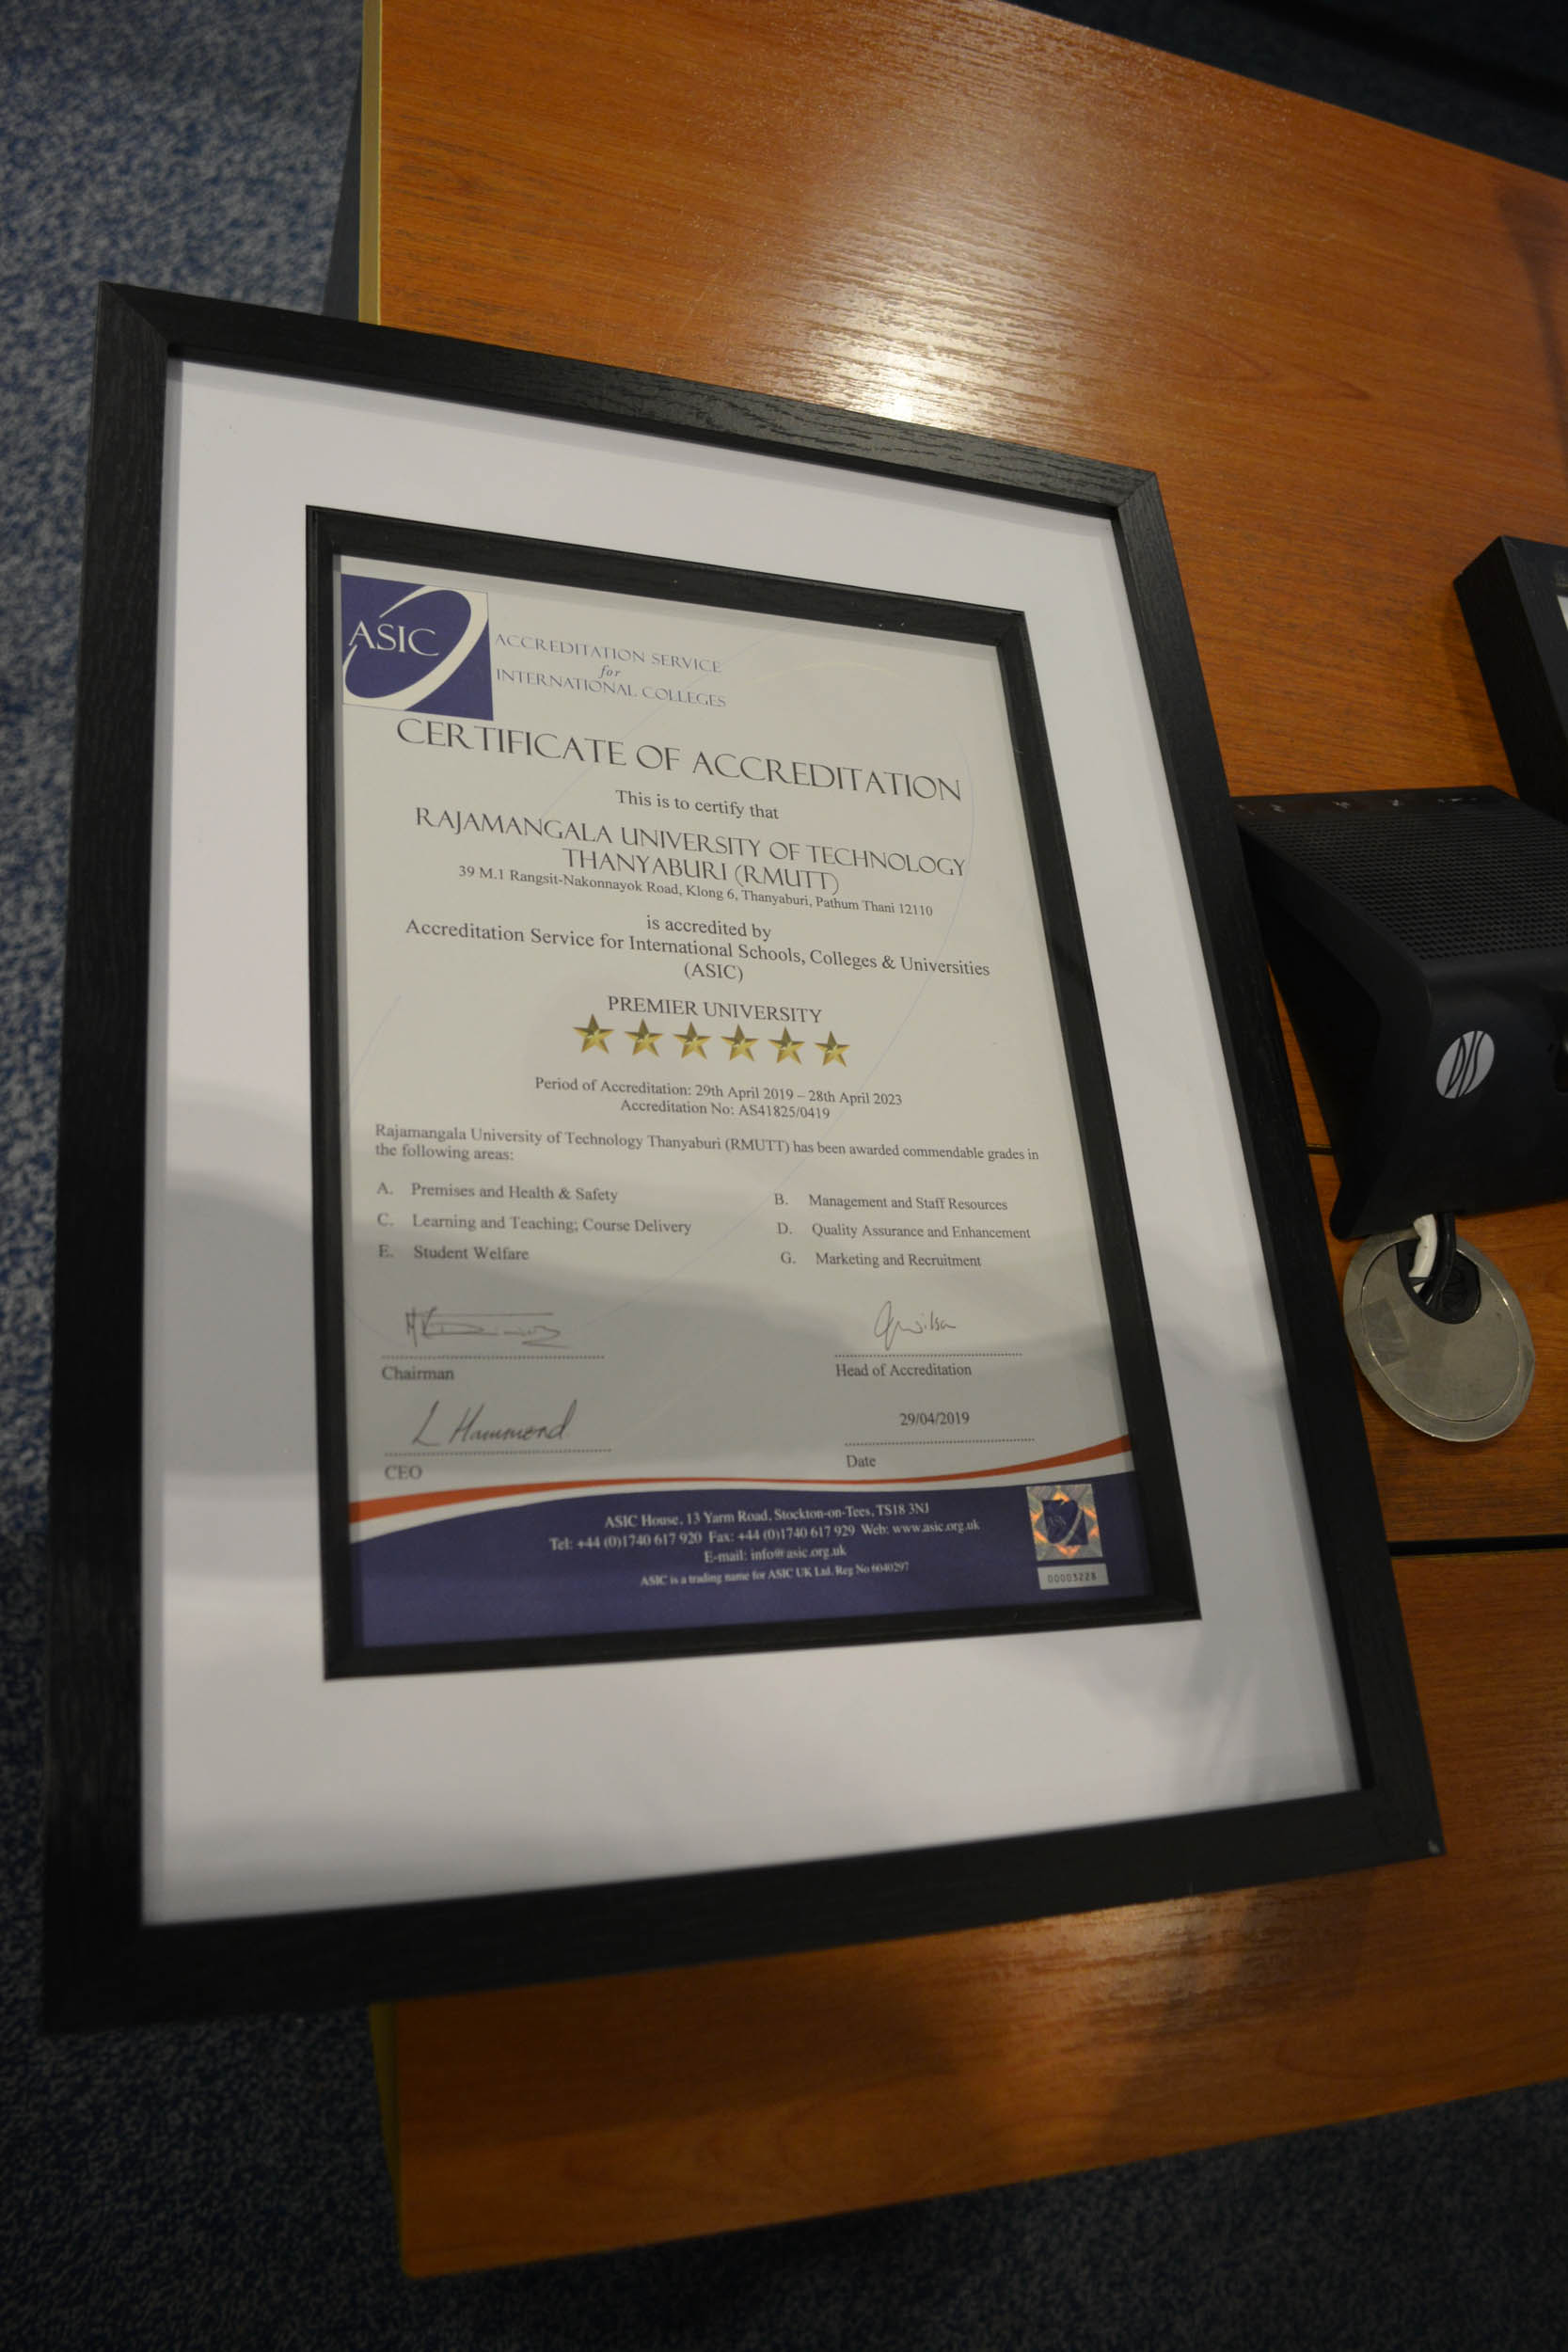 ASIC
ACCREDITATION SERVICE
for
INTERNATIONAL COLLEGES
CERTIFICATE OF ACCREDITATION
This is to certify that
RAJAMANGALA UNIVERSITY OF TECHNOLOGY
THANYABURI (RMUTT)
39 M.1 Rangsit-Nakonnayok Road, Klong 6, Thanyaburi, Pathum Thani 12110
is accredited by
Accreditation Service for International Schools, Colleges & Universities
(ASIC)
PREMIER UNIVERSITY
Period of Accreditation: 29th April 2019 – 28th April 2023
Accreditation No: AS41825/0419
Rajamangala University of Technology Thanyaburi (RMUTT) has been awarded commendable grades in
the following areas:
A. Premises and Health & Safety
B. Management and Staff Resources
C. Learning and Teaching; Course Delivery
D. Quality Assurance and Enhancement
E. Student Welfare
G. Marketing and Recruitment
Chairman
Head of Accreditation
L Hammond
29/04/2019
CEO
Date
ASIC House, 13 Yarm Road, Stockton-on-Tees, TS18 3NJ
Tel: +44 (0)1740 617 920 Fax: +44 (0)1740 617 929 Web: www.asic.org.uk
E-mail: info@asic.org.uk
ASIC is a trading name for ASIC UK Ltd. Reg No 6040297
00003228
DIS